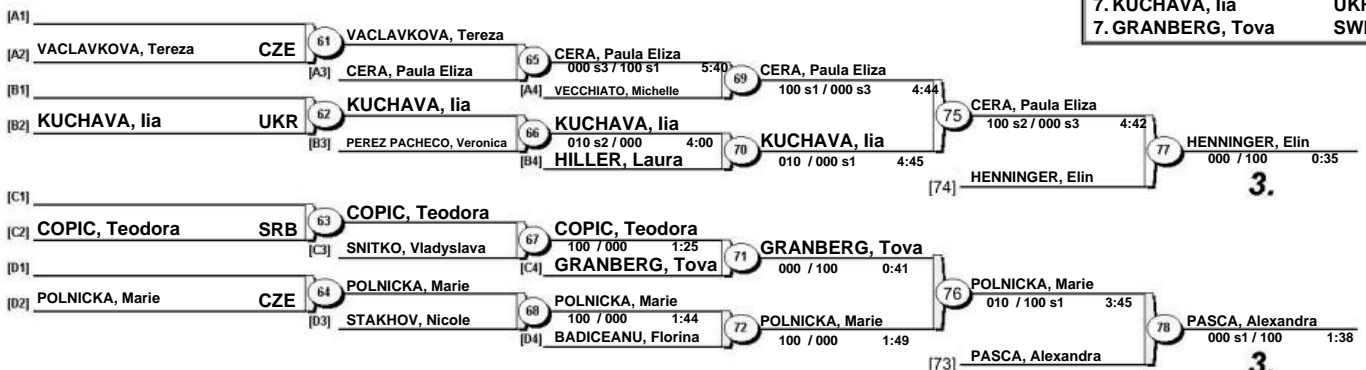 7. KUCHAVA, Iia UKR
7. GRANBERG, Tova SWE
[A1]
[A2] VACLAVKOVA, Tereza CZE
61
VACLAVKOVA, Tereza
[A3] CERA, Paula Eliza
65
CERA, Paula Eliza
000 s3 / 100 s1 5:40
[A4] VECCHIATO, Michelle
69
CERA, Paula Eliza
100 s1 / 000 s3 4:44
[B1]
[B2] KUCHAVA, Iia UKR
62
KUCHAVA, Iia
[B3] PEREZ PACHECO, Veronica
66
KUCHAVA, Iia
010 s2 / 000 4:00
[B4] HILLER, Laura
70
KUCHAVA, Iia
010 / 000 s1 4:45
75
CERA, Paula Eliza
100 s2 / 000 s3 4:42
[74] HENNINGER, Elin
77
HENNINGER, Elin
000 / 100 0:35
3.
[C1]
[C2] COPIC, Teodora SRB
63
COPIC, Teodora
[C3] SNITKO, Vladyslava
67
COPIC, Teodora
100 / 000 1:25
[C4] GRANBERG, Tova
71
GRANBERG, Tova
000 / 100 0:41
[D1]
[D2] POLNICKA, Marie CZE
64
POLNICKA, Marie
[D3] STAKHOV, Nicole
68
POLNICKA, Marie
100 / 000 1:44
[D4] BADICEANU, Florina
72
POLNICKA, Marie
100 / 000 1:49
76
POLNICKA, Marie
010 / 100 s1 3:45
[73] PASCA, Alexandra
78
PASCA, Alexandra
000 s1 / 100 1:38
3.